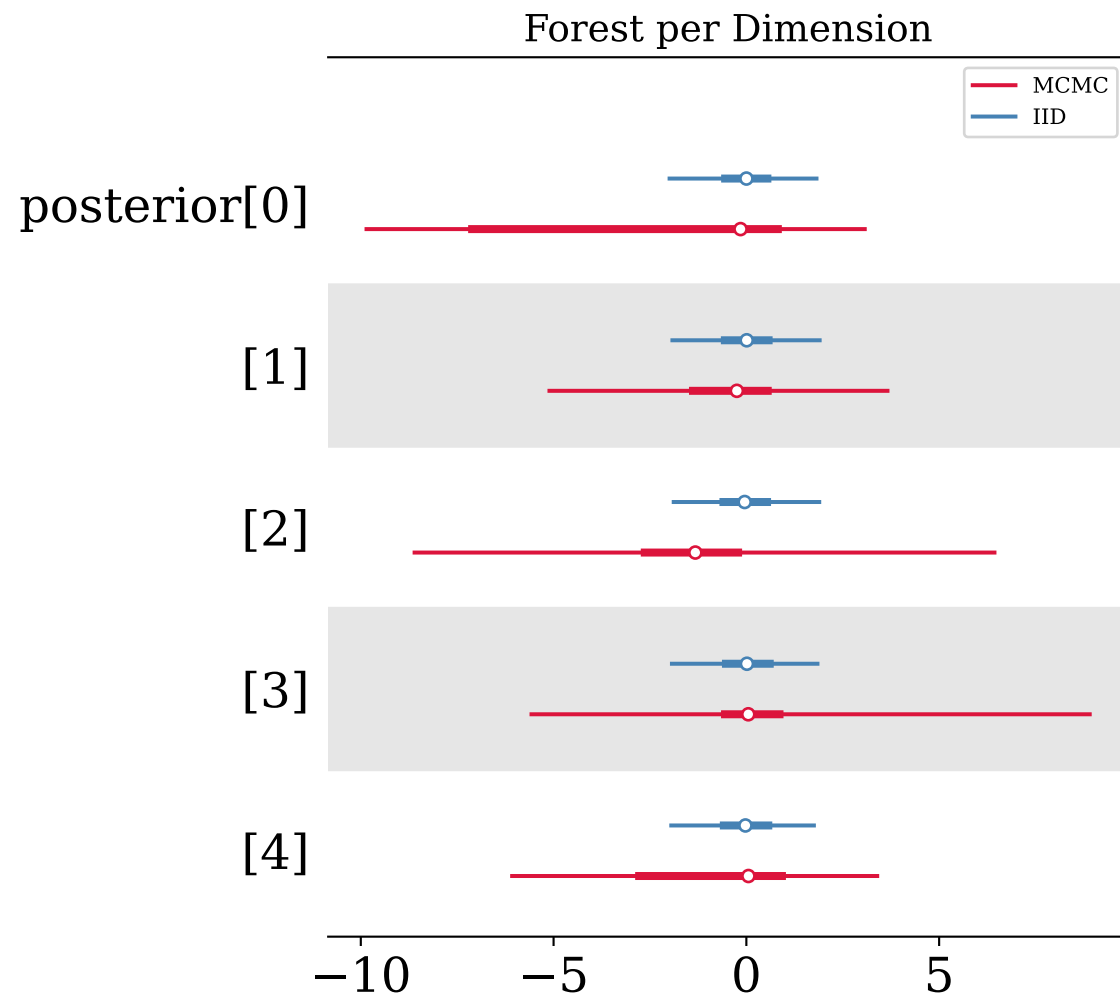 Forest per Dimension
MCMC
IID
posterior[0]
[1]
[2]
[3]
[4]
−10 −5 0 5